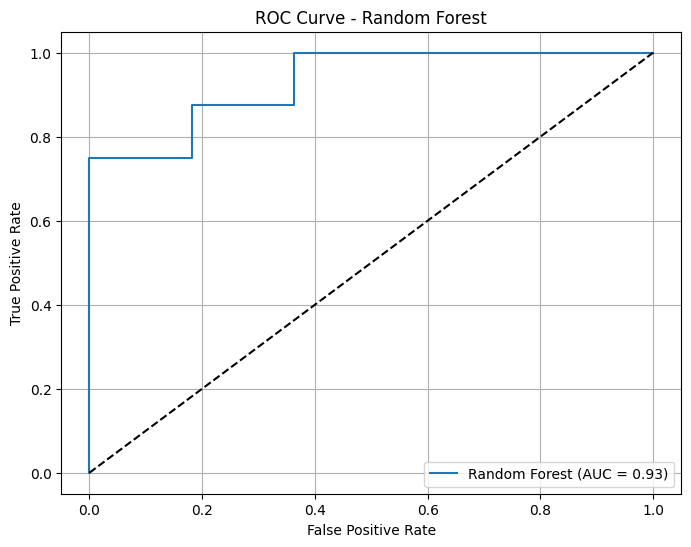 ROC Curve - Random Forest
1.0
0.8
0.6
0.4
0.2
0.0
True Positive Rate
Random Forest (AUC = 0.93)
0.0 0.2 0.4 0.6 0.8 1.0
False Positive Rate